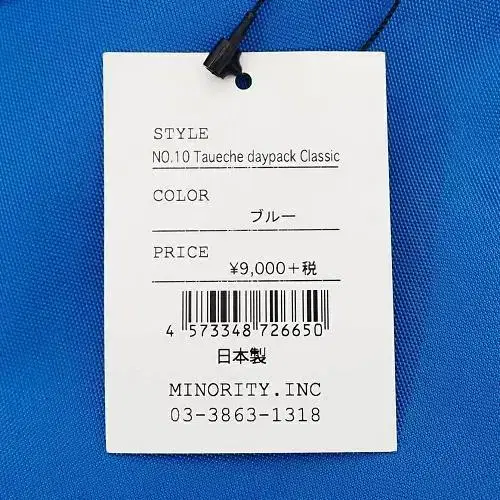 STYLE
NO.10 Taueche daypack Classic
COLOR
ブルー
PRICE
¥9,000+税
4 573348 726650
日本製
MINORITY.INC
03-3863-1318